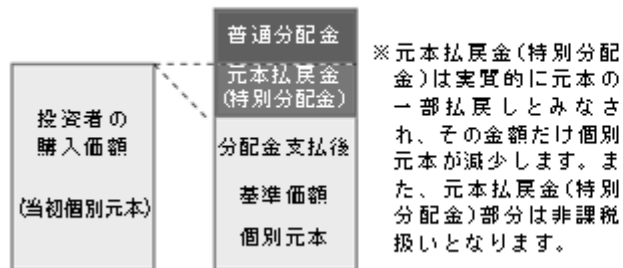 投資者の
購入価額
(当初個別元本)
普通分配金
元本払戻金
(特別分配金)
分配金支払後
基準価額
個別元本
※元本払戻金(特別分配
金)は実質的に元本の
一部払戻しとみなさ
れ、その金額だけ個別
元本が減少します。ま
た、元本払戻金(特別
分配金)部分は非課税
扱いとなります。